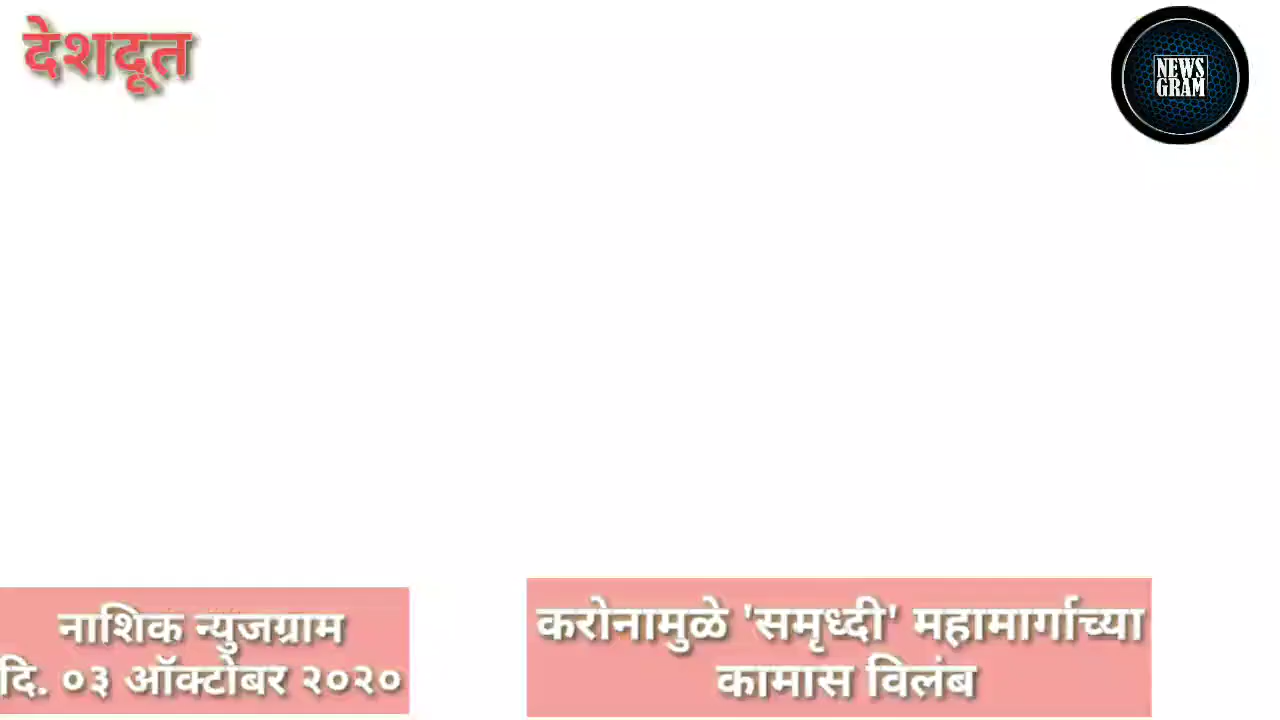 देशदूत
NEWS
GRAM
नाशिक न्युजग्राम
दि. ०३ ऑक्टोबर २०२०
करोनामुळे 'समृध्दी' महामार्गाच्या
कामास विलंब